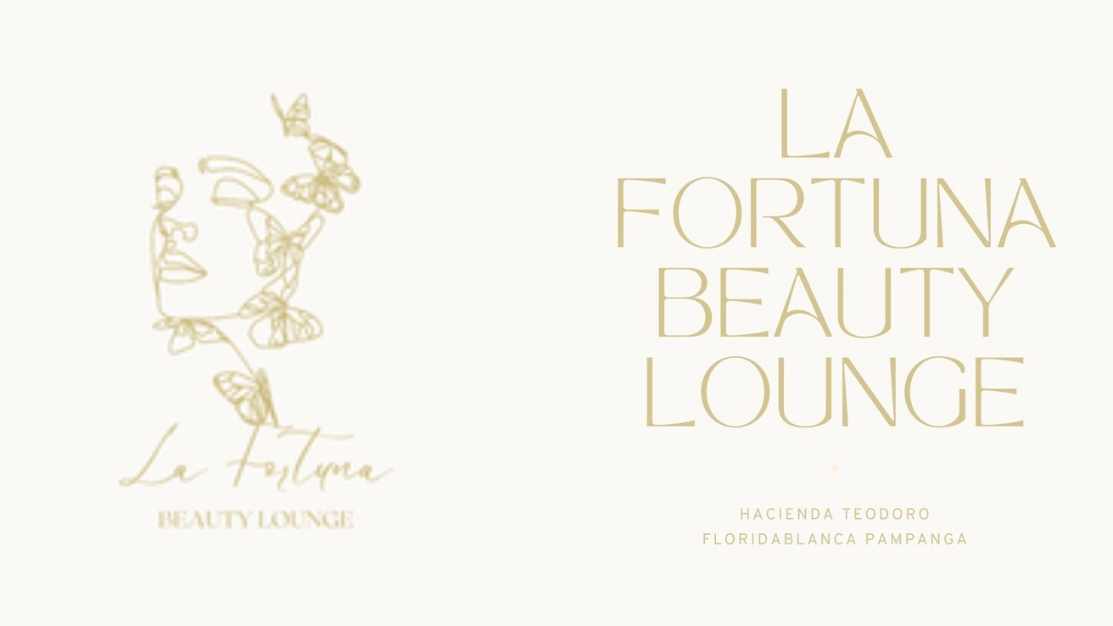 La Fortuna
BEAUTY LOUNGE
LA
FORTUNA
BEAUTY
LOUNGE
HACIENDA TEODORO
FLORIDABLANCA PAMPANGA